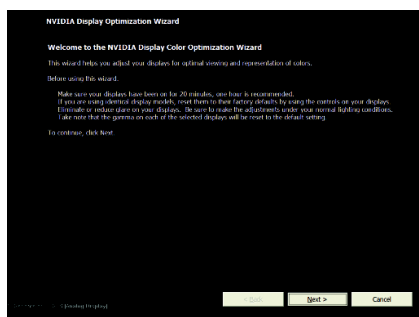 NVIDIA Display Optimization Wizard
Welcome to the NVIDIA Display Color Optimization Wizard
This wizard helps you adjust your displays for optimal viewing and representation of colors.
Before using this wizard.
Make sure your displays have been on for 20 minutes, one hour is recommended.
If you are using identical display models, reset them to their factory defaults by using the controls on your displays.
Eliminate or reduce glare on your displays. Be sure to make the adjustments under your normal lighting conditions.
Take note that the gamma on each of the selected displays will be reset to the default setting.
To continue, click Next.
(Analog Display)
< Back
Next >
Cancel